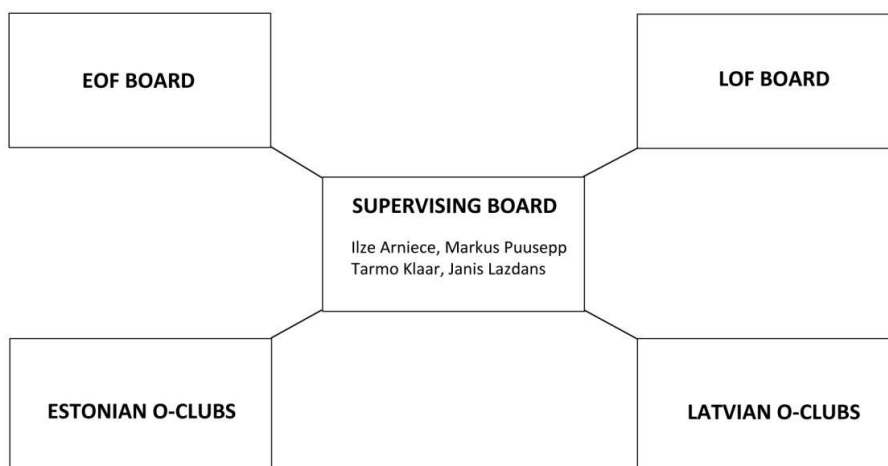 EOF BOARD
LOF BOARD
SUPERVISING BOARD
Ilze Arniece, Markus Puusepp
Tarmo Klaar, Janis Lazdans
ESTONIAN O-CLUBS
LATVIAN O-CLUBS